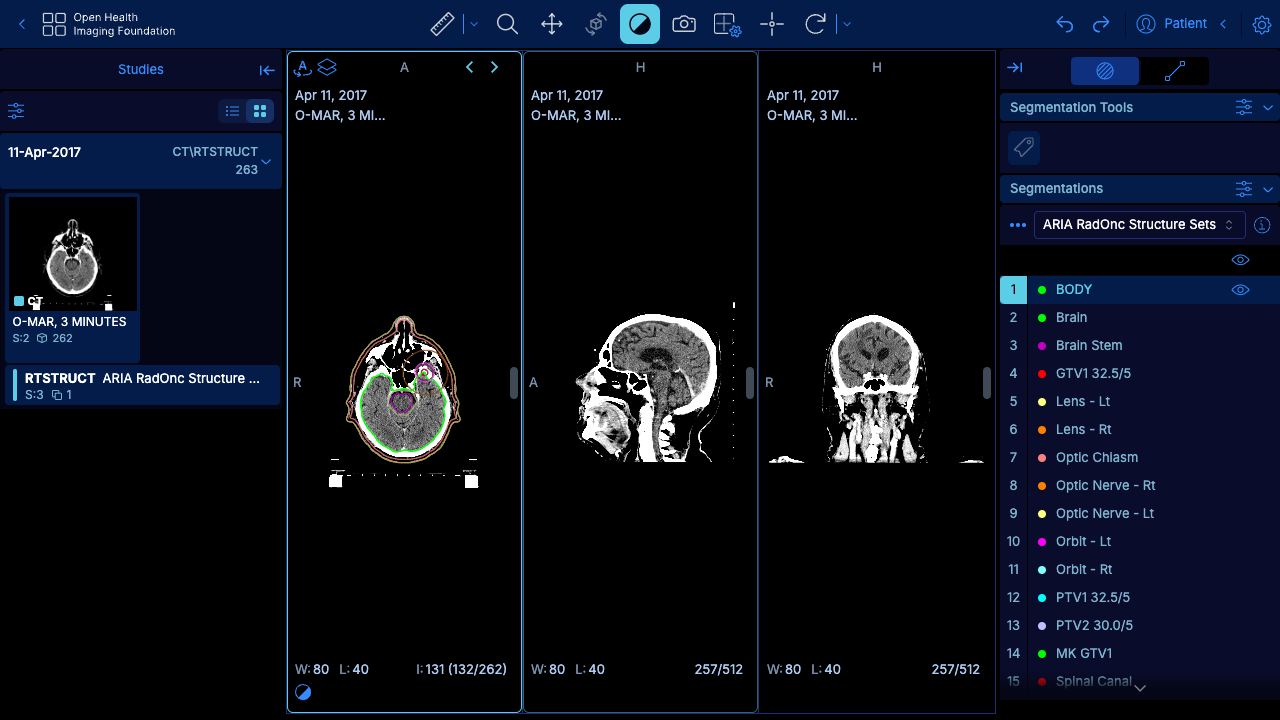 Open Health
Imaging Foundation
Patient
Studies
11-Apr-2017
CT\RTSTRUCT
263
CT
O-MAR, 3 MINUTES
S:2 262
RTSTRUCT ARIA RadOnc Structure ...
S:3 1
A
A
Apr 11, 2017
O-MAR, 3 MI...
R
W: 80 L: 40 I: 131 (132/262)
H
Apr 11, 2017
O-MAR, 3 MI...
A
W: 80 L: 40 257/512
H
Apr 11, 2017
O-MAR, 3 MI...
R
W: 80 L: 40 257/512
Segmentation Tools
Segmentations
ARIA RadOnc Structure Sets
1 BODY
2 Brain
3 Brain Stem
4 GTV1 32.5/5
5 Lens - Lt
6 Lens - Rt
7 Optic Chiasm
8 Optic Nerve - Rt
9 Optic Nerve - Lt
10 Orbit - Lt
11 Orbit - Rt
12 PTV1 32.5/5
13 PTV2 30.0/5
14 MK GTV1
15 Spinal Canal